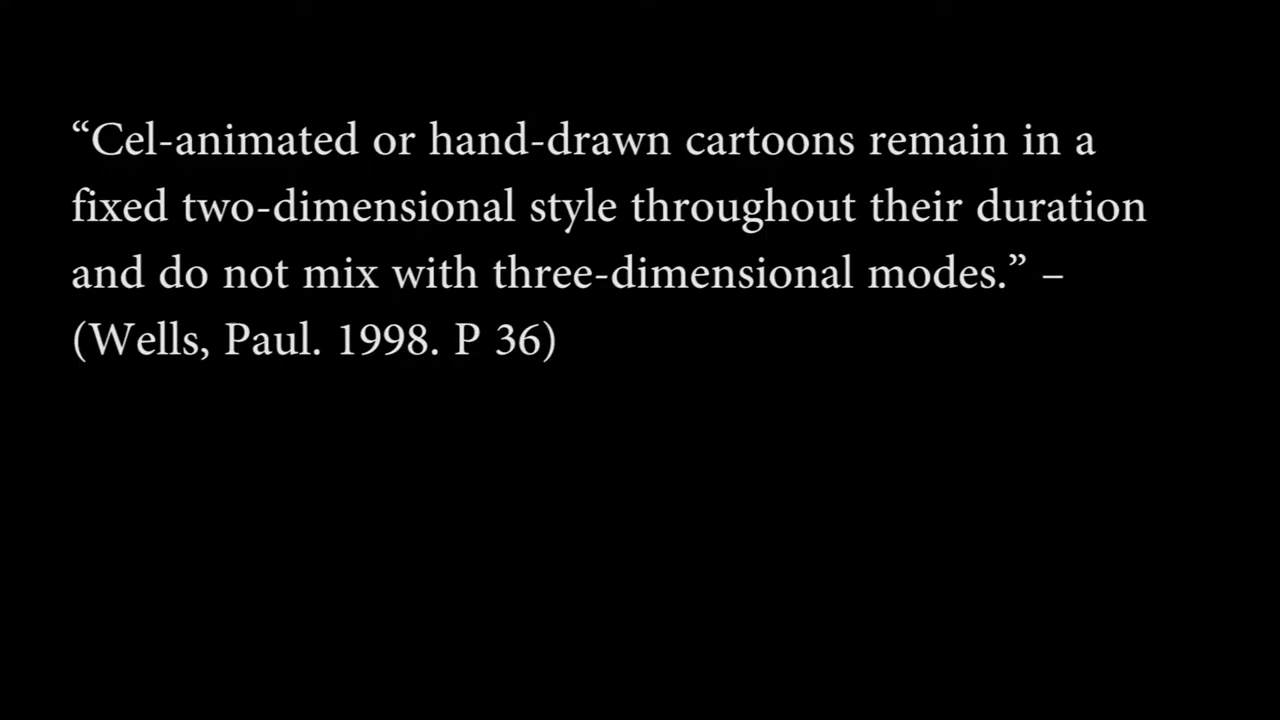 “Cel-animated or hand-drawn cartoons remain in a
fixed two-dimensional style throughout their duration
and do not mix with three-dimensional modes.” –
(Wells, Paul. 1998. P 36)